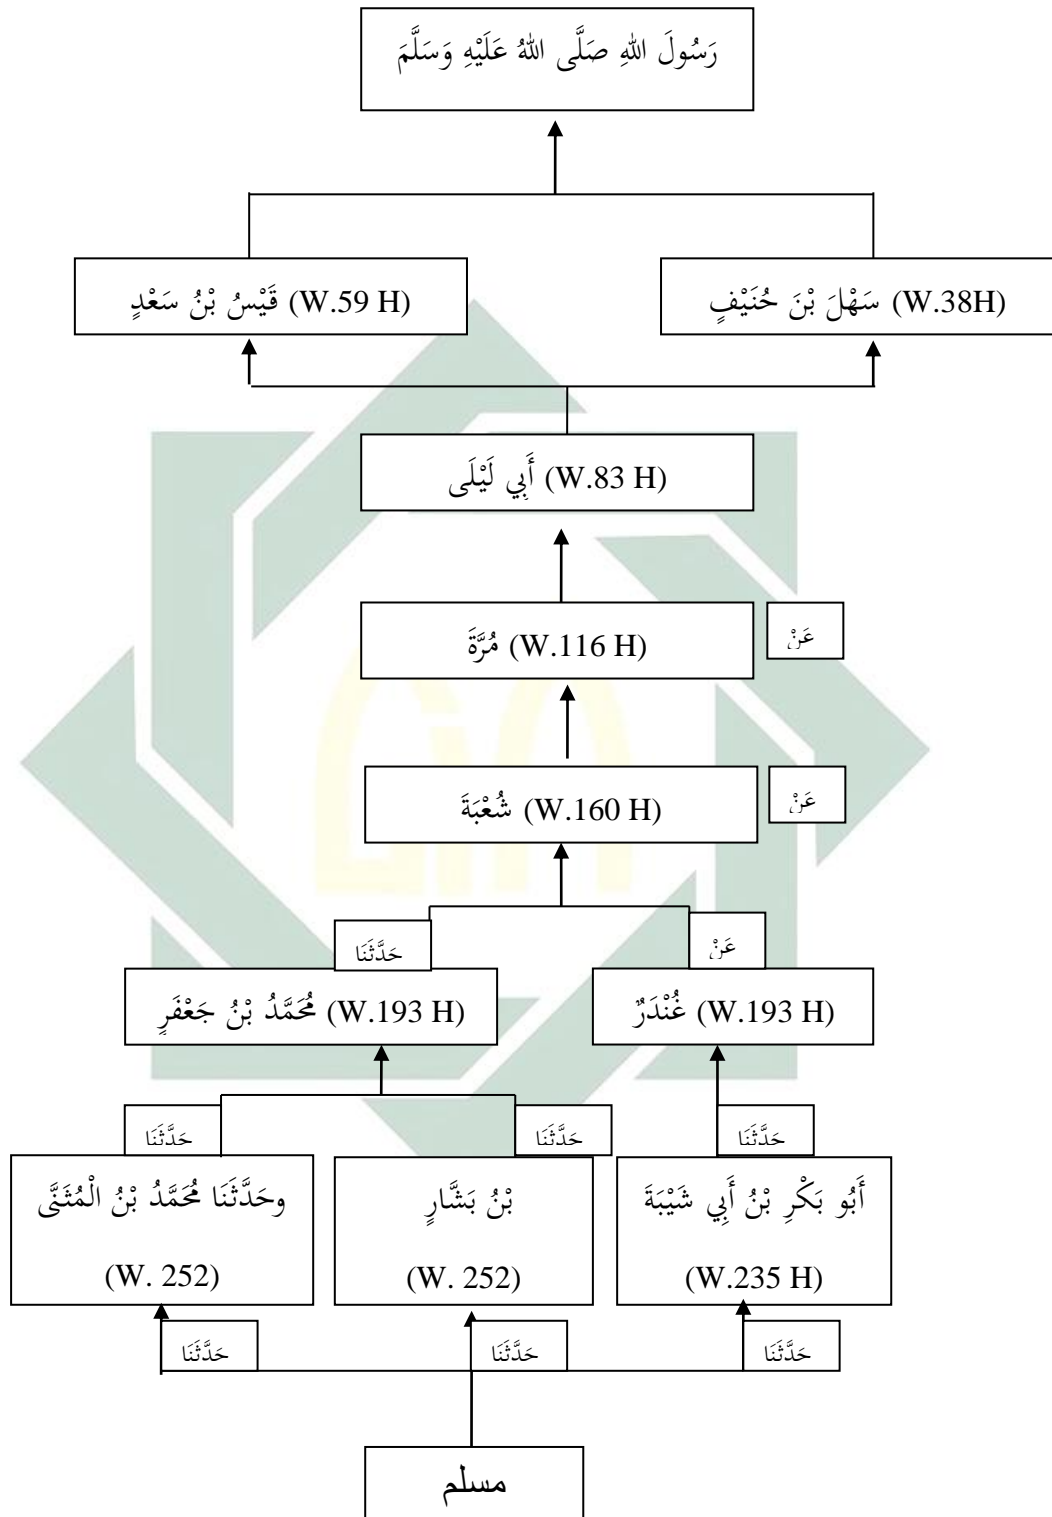 رَسُولَ اللهِ صَلَّى اللهُ عَلَيْهِ وَسَلَّمَ
قَيْسُ بْنُ سَعْدٍ (W.59 H)
سَهْلَ بْنَ حُنَيْفٍ (W.38H)
أَبِي لَيْلَى (W.83 H)
مُرَّةَ (W.116 H)
عَنْ
شُعْبَةَ (W.160 H)
عَنْ
حَدَّثَنَا
عَنْ
مُحَمَّدُ بْنُ جَعْفَرٍ (W.193 H)
غُنْدَرٌ (W.193 H)
حَدَّثَنَا
حَدَّثَنَا
حَدَّثَنَا
وحَدَّثَنَا مُحَمَّدُ بْنُ الْمُثَنَّى
(W. 252)
بْنُ بَشَّارٍ
(W. 252)
أَبُو بَكْرِ بْنُ أَبِي شَيْبَةَ
(W.235 H)
حَدَّثَنَا
حَدَّثَنَا
حَدَّثَنَا
مسلم